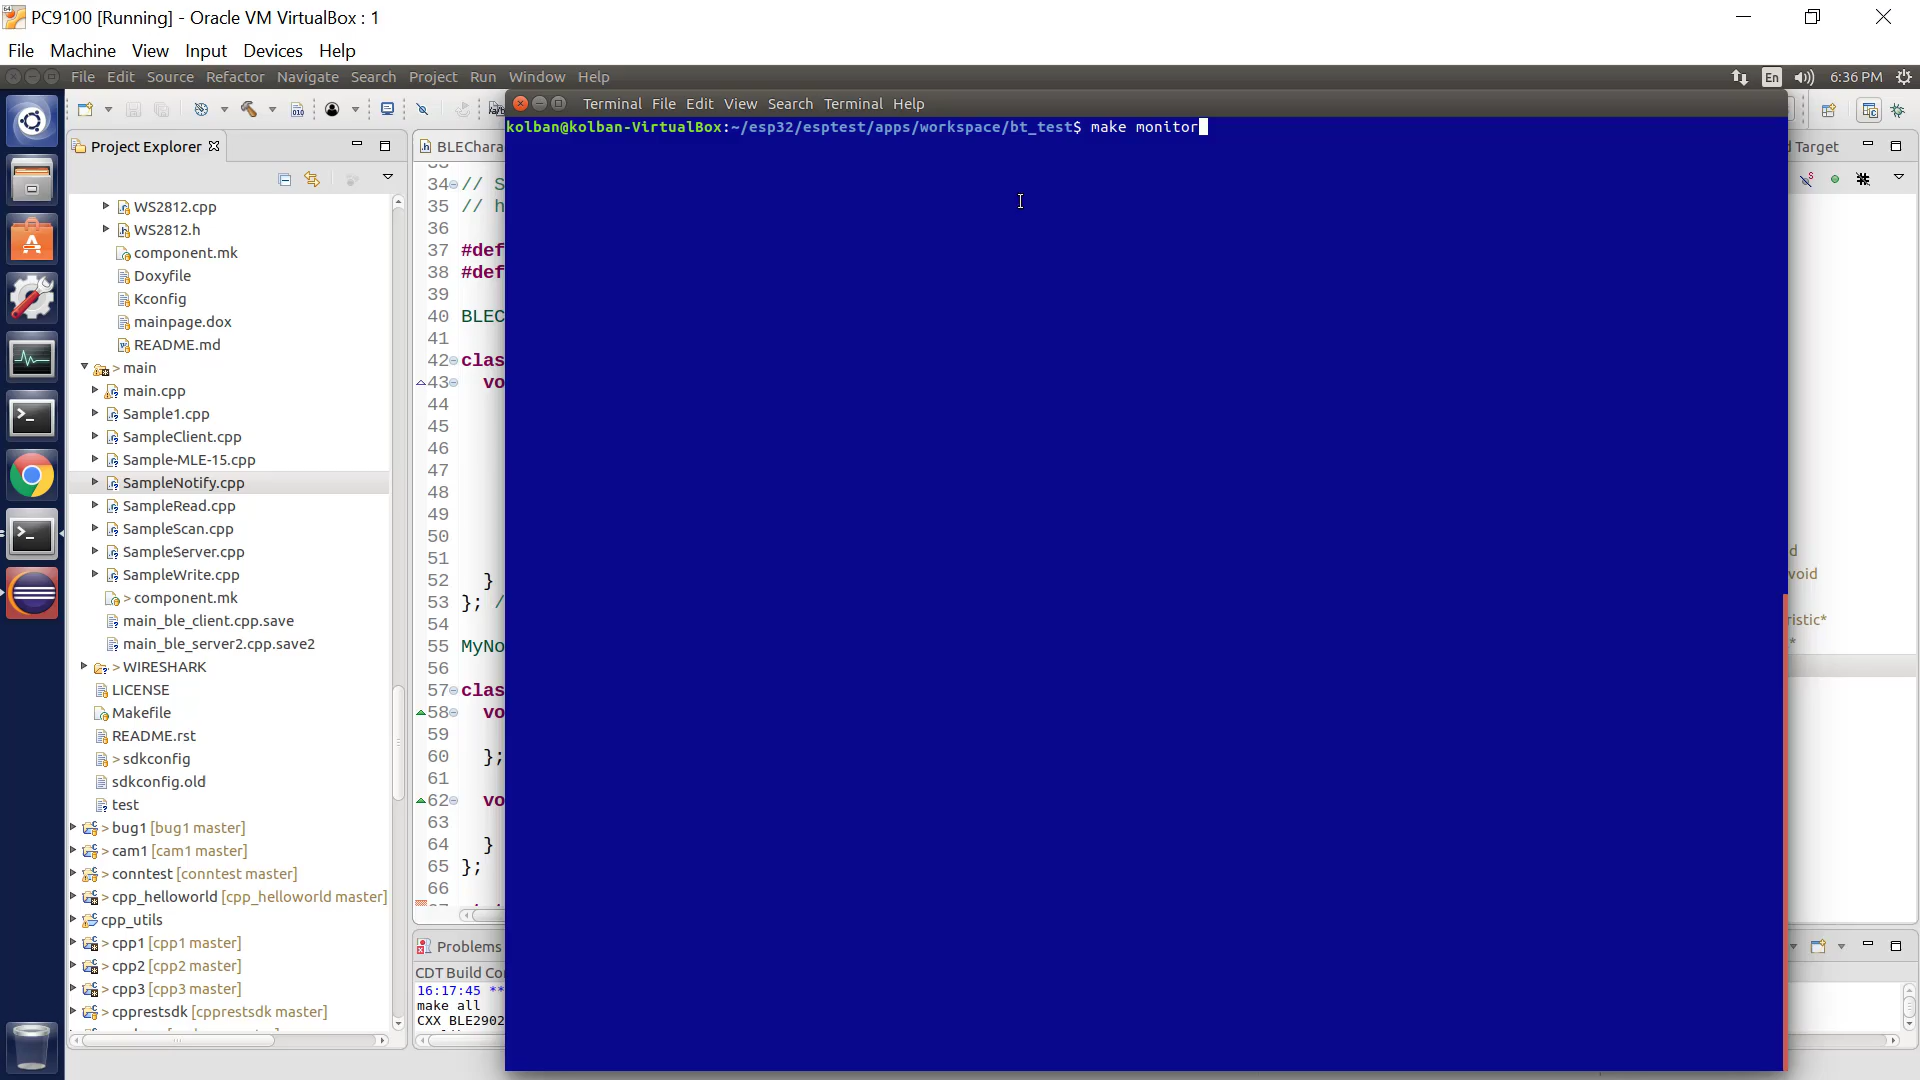 PC9100 [Running] - Oracle VM VirtualBox : 1
File Machine View Input Devices Help
File Edit Source Refactor Navigate Search Project Run Window Help
En 6:36 PM
Project Explorer
WS2812.cpp
WS2812.h
component.mk
Doxyfile
Kconfig
mainpage.dox
README.md
> main
main.cpp
Sample1.cpp
SampleClient.cpp
Sample-MLE-15.cpp
SampleNotify.cpp
SampleRead.cpp
SampleScan.cpp
SampleServer.cpp
SampleWrite.cpp
> component.mk
main_ble_client.cpp.save
main_ble_server2.cpp.save2
> WIRESHARK
LICENSE
Makefile
README.rst
> sdkconfig
sdkconfig.old
test
> bug1 [bug1 master]
> cam1 [cam1 master]
> conntest [conntest master]
> cpp_helloworld [cpp_helloworld master]
cpp_utils
> cpp1 [cpp1 master]
> cpp2 [cpp2 master]
> cpp3 [cpp3 master]
> cpprestsdk [cpprestsdk master]
BLEChara
34 // S
35 // h
36
37 #def
38 #def
39
40 BLEC
41
42 clas
43 vo
44
45
46
47
48
49
50
51
52 }
53 }; /
54
55 MyNo
56
57 clas
58 vo
59
60 };
61
62 vo
63
64 }
65 };
66
Problems
CDT Build Co
16:17:45 **
make all
CXX BLE2902
Terminal Terminal File Edit View Search Terminal Help
kolban@kolban-VirtualBox:~/esp32/esptest/apps/workspace/bt_test$ make monitor
d Target
d
void
ristic*
*